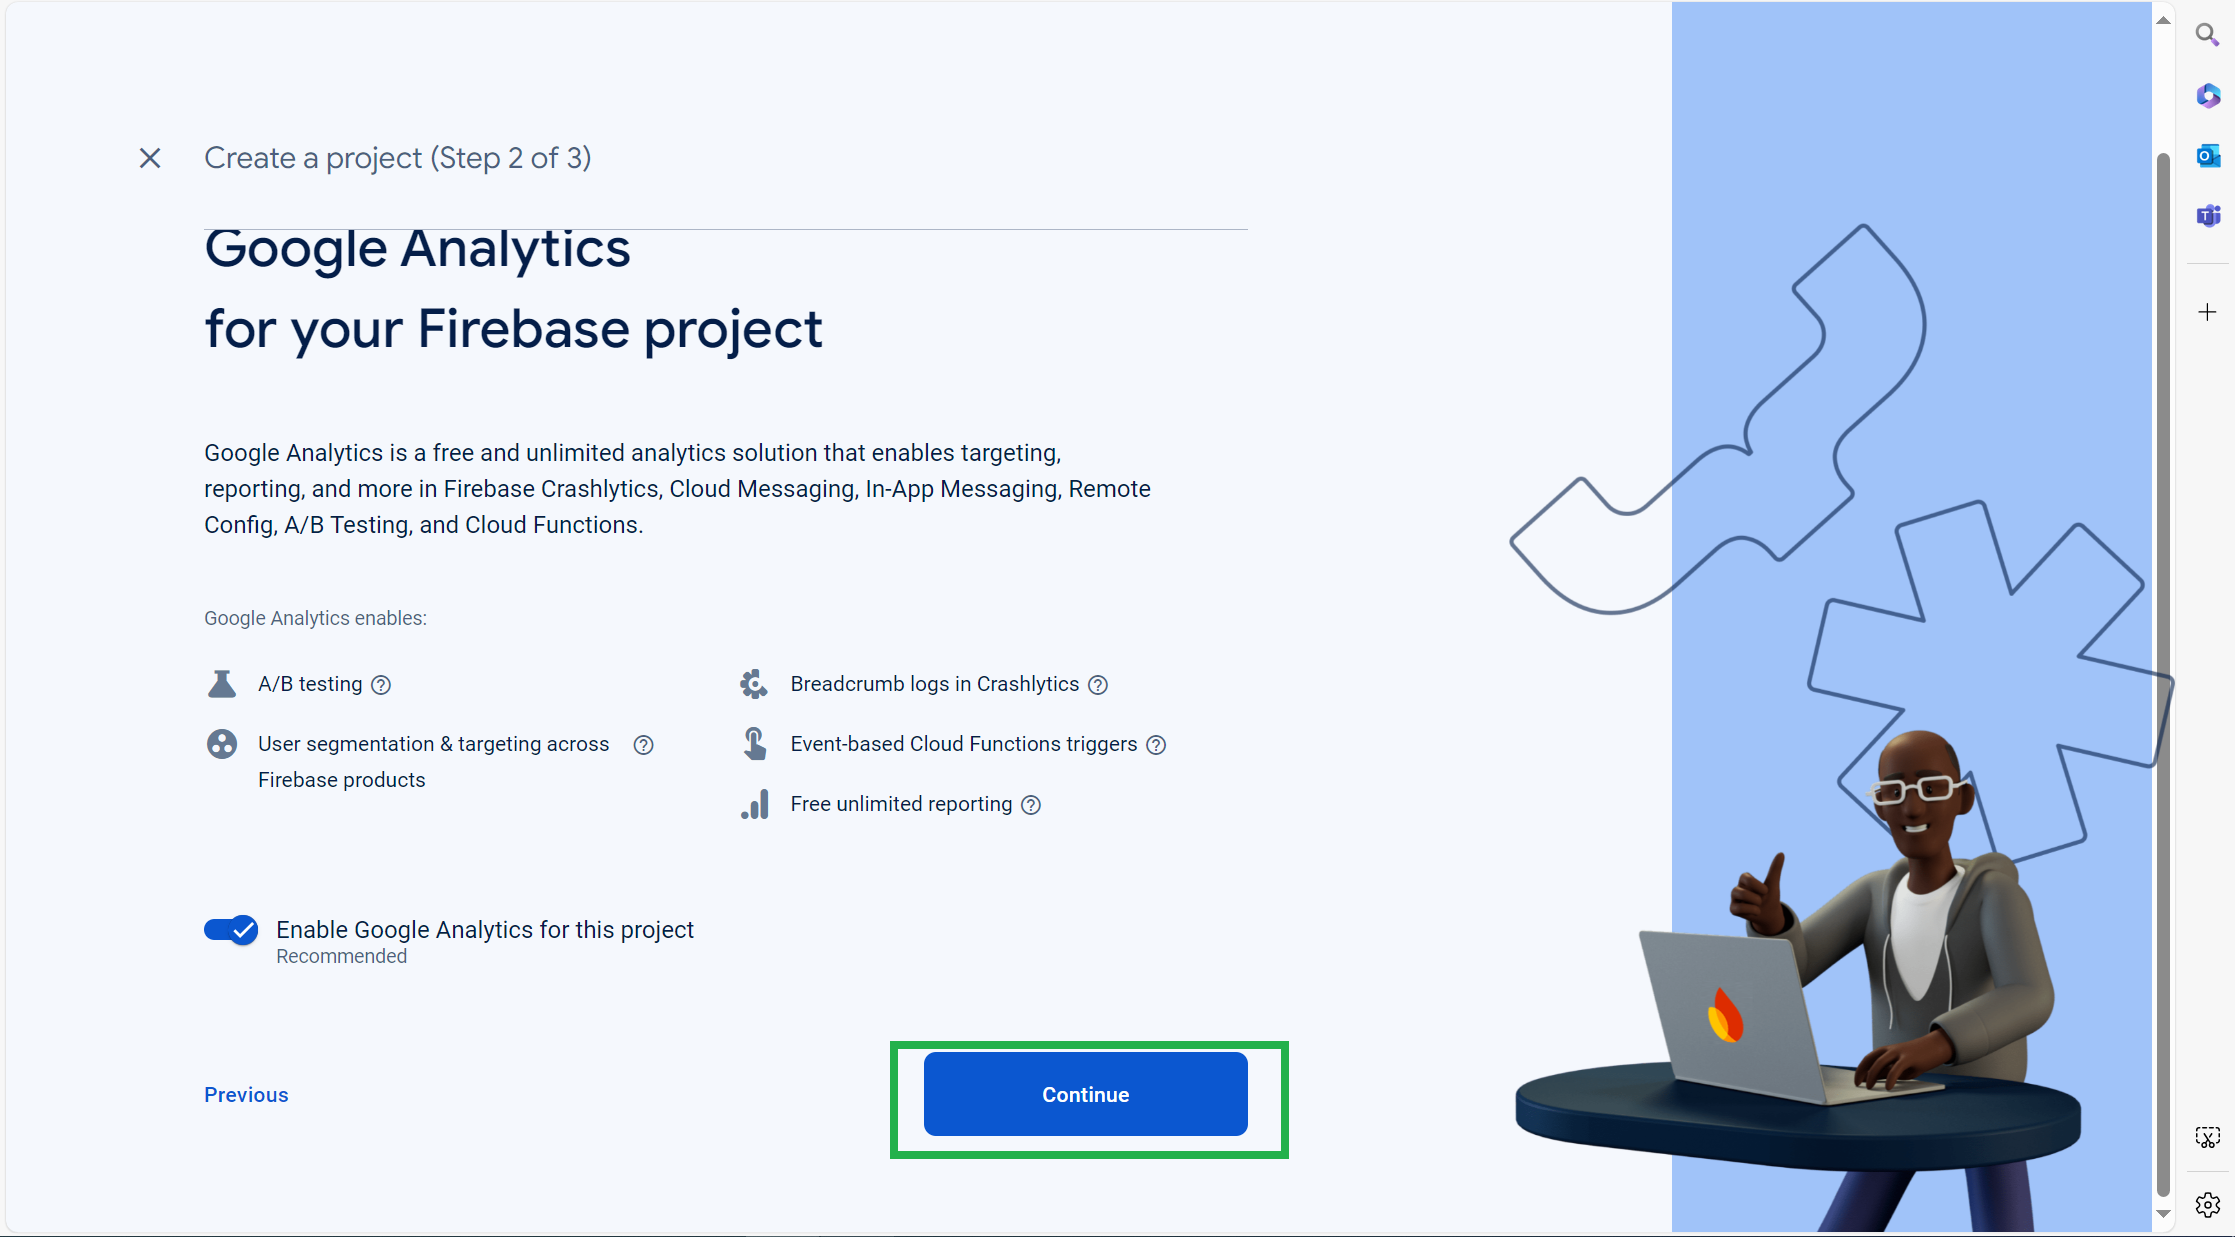 Create a project (Step 2 of 3)
Google Analytics
for your Firebase project
Google Analytics is a free and unlimited analytics solution that enables targeting,
reporting, and more in Firebase Crashlytics, Cloud Messaging, In-App Messaging, Remote
Config, A/B Testing, and Cloud Functions.
Google Analytics enables:
A/B testing
Breadcrumb logs in Crashlytics
User segmentation & targeting across
Firebase products
Event-based Cloud Functions triggers
Free unlimited reporting
Enable Google Analytics for this project
Recommended
Previous
Continue